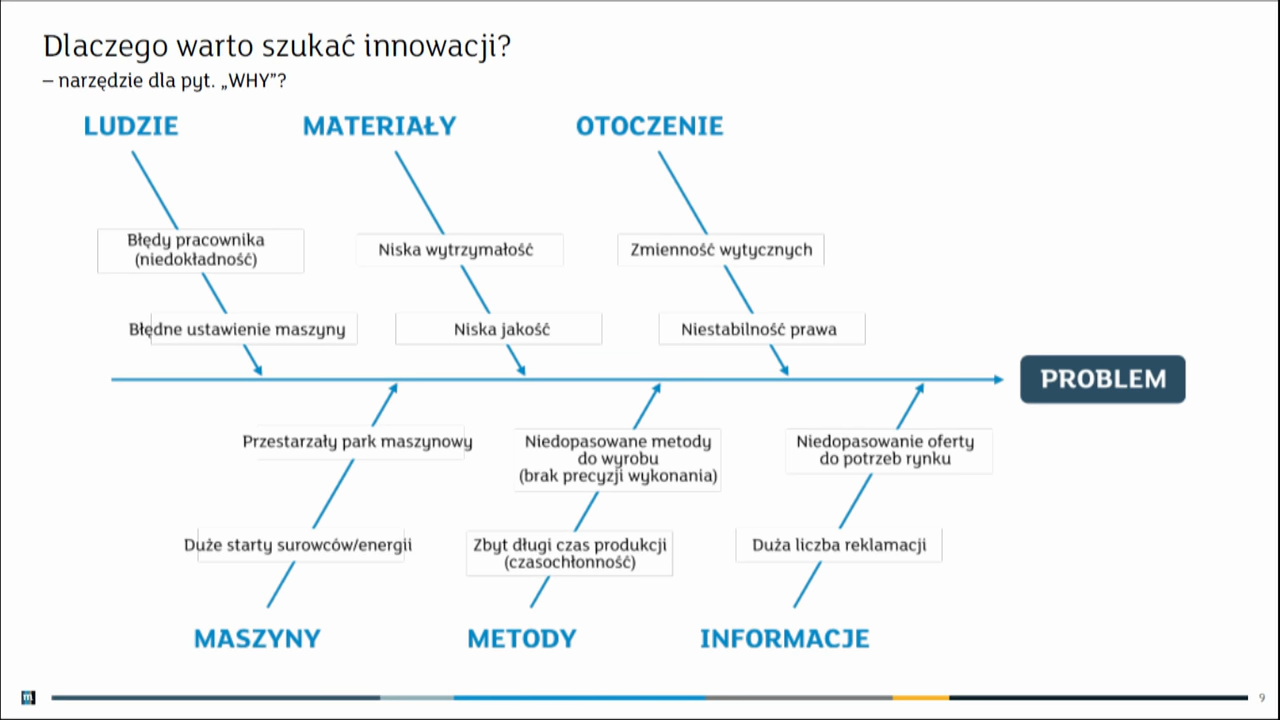 Dlaczego warto szukać innowacji?
– narzędzie dla pyt. „WHY”?
LUDZIE
MATERIAŁY
OTOCZENIE
Błędy pracownika
(niedokładność)
Niska wytrzymałość
Zmienność wytycznych
Błędne ustawienie maszyny
Niska jakość
Niestabilność prawa
PROBLEM
Przestarzały park maszynowy
Niedopasowane metody
do wyrobu
(brak precyzji wykonania)
Niedopasowanie oferty
do potrzeb rynku
Duże starty surowców/energii
Zbyt długi czas produkcji
(czasochłonność)
Duża liczba reklamacji
MASZYNY
METODY
INFORMACJE
m
9